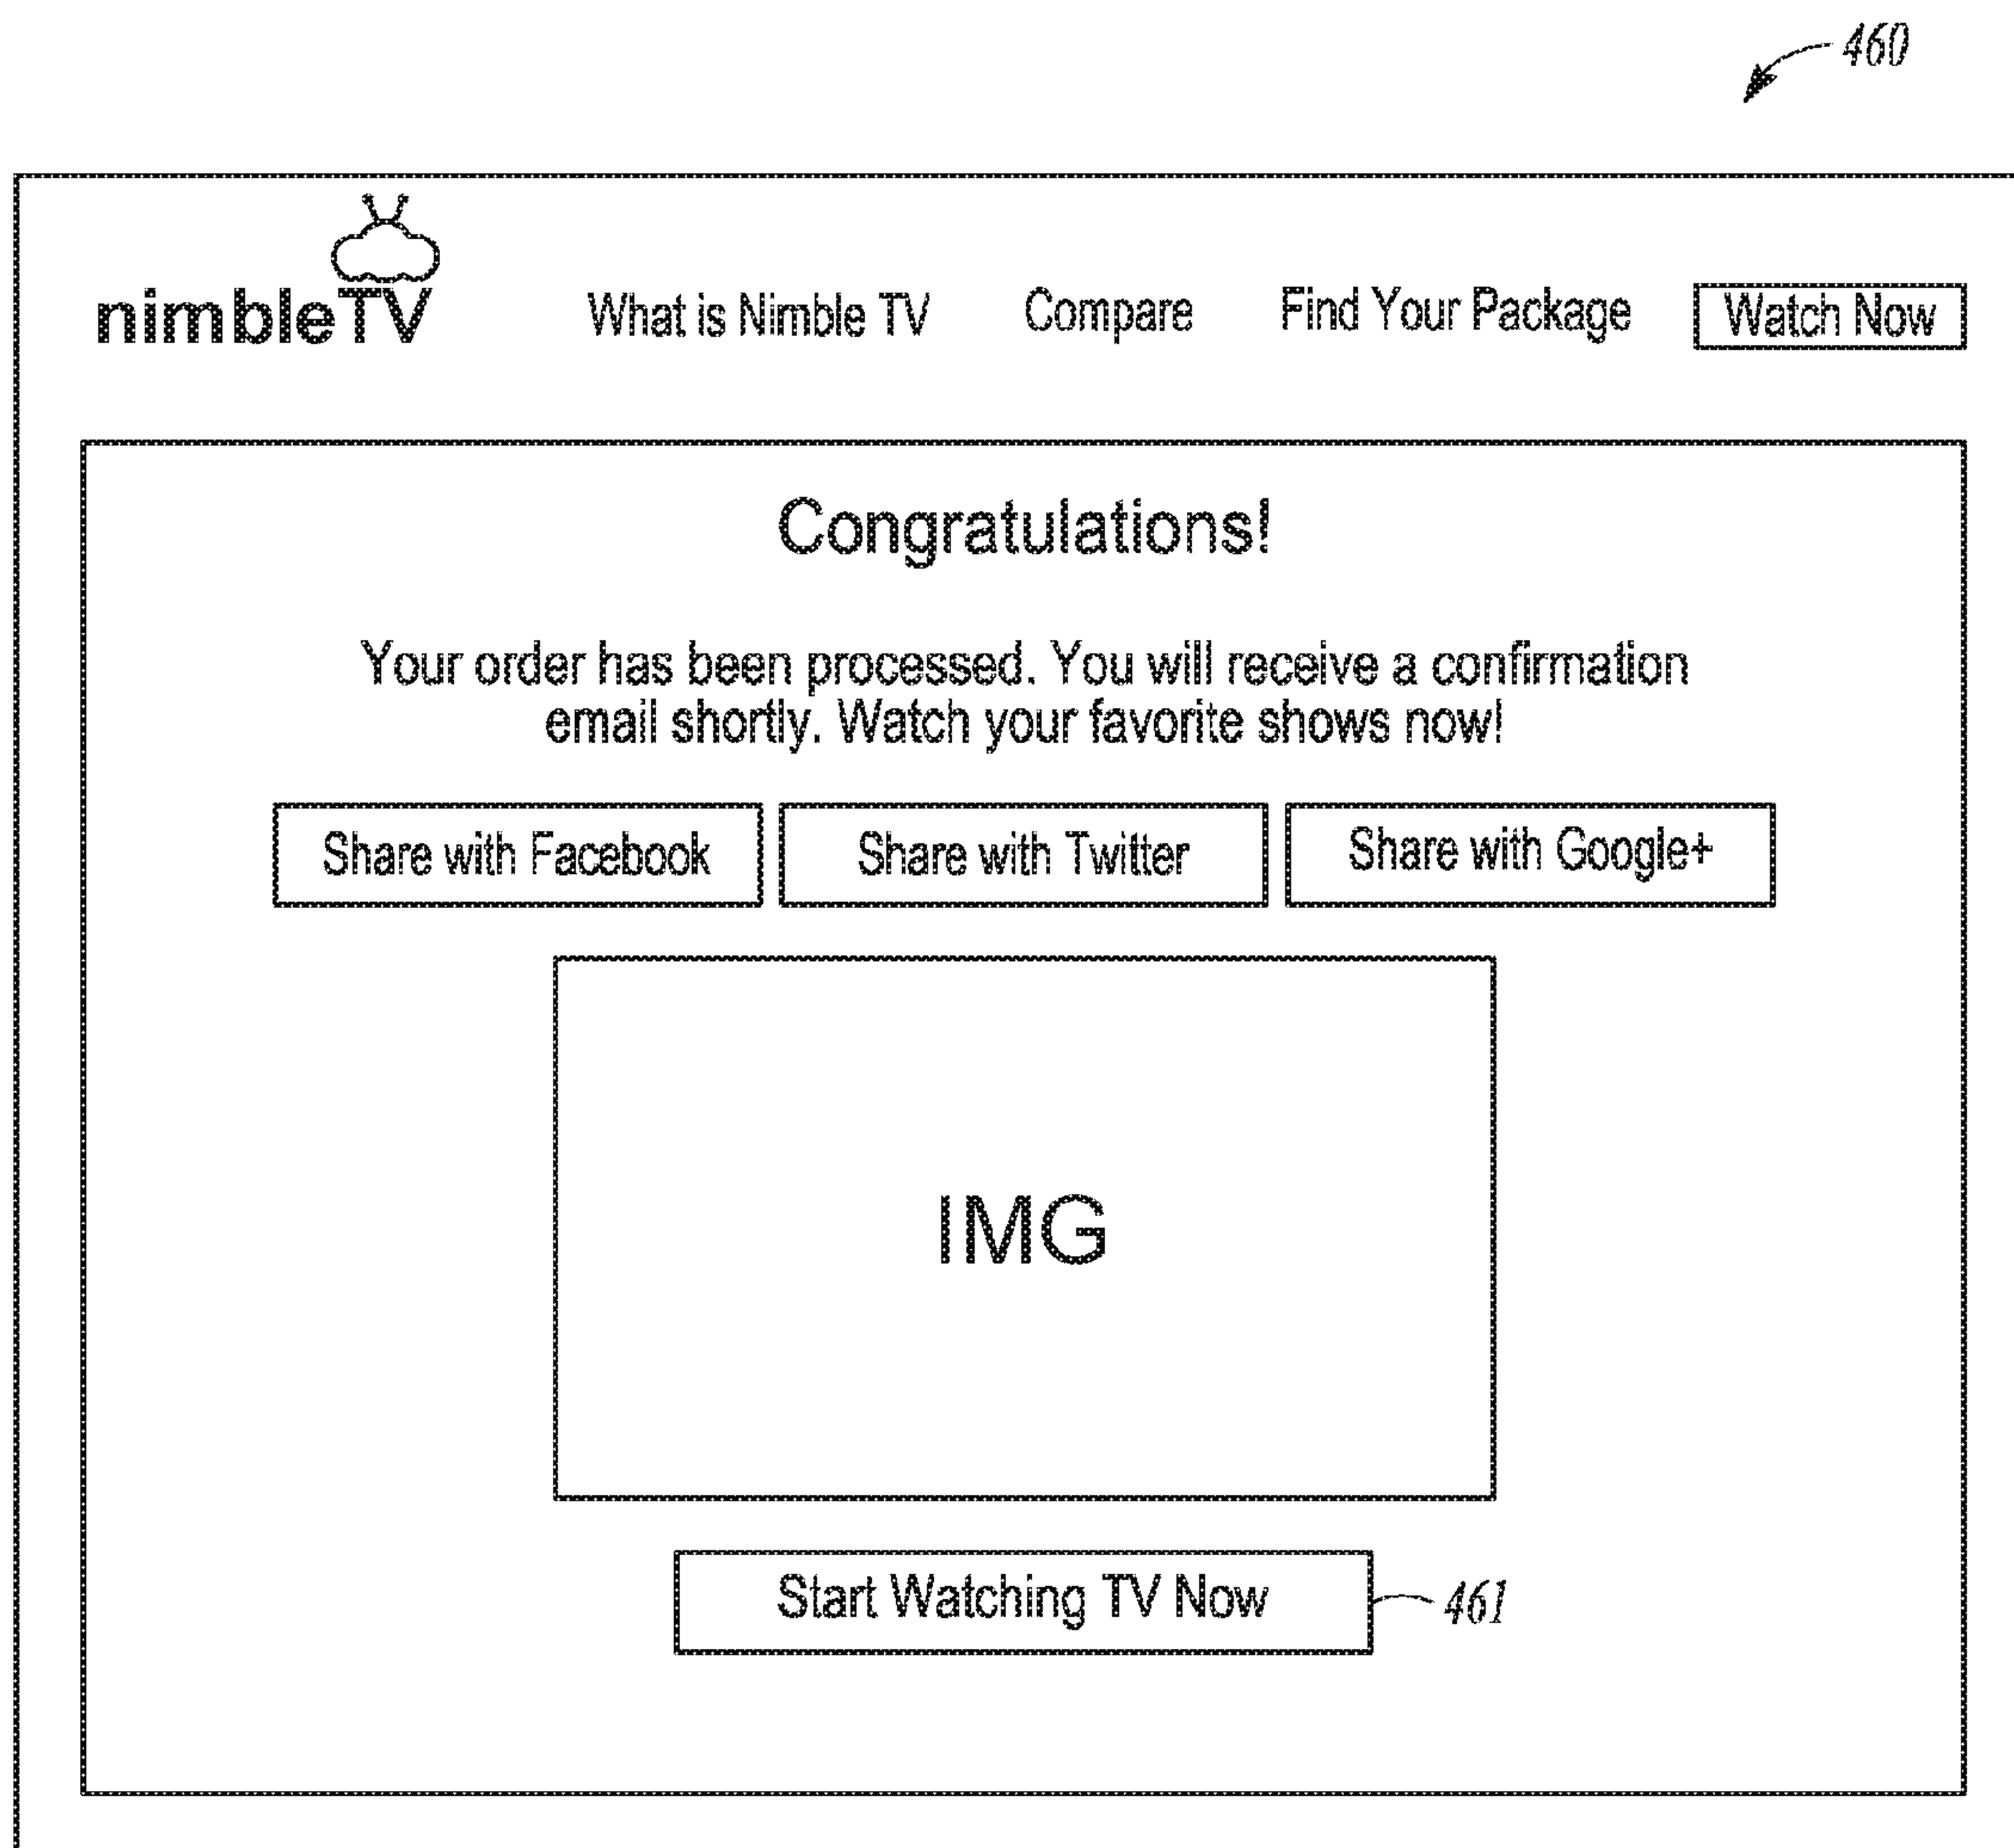 460
nimbleTV
What is Nimble TV Compare Find Your Package Watch Now
Congratulations!
Your order has been processed. You will receive a confirmation
email shortly. Watch your favorite shows now!
Share with Facebook Share with Twitter Share with Google+
IMG
Start Watching TV Now 461